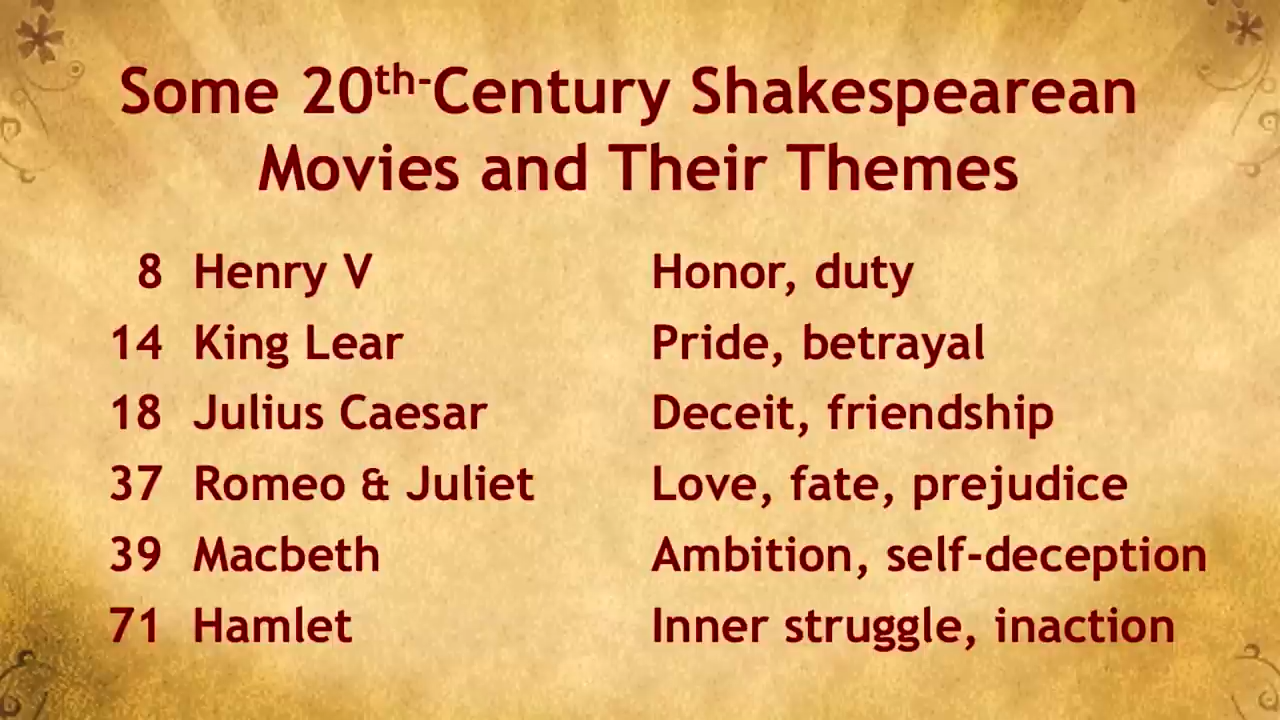 Some 20th-Century Shakespearean
Movies and Their Themes
8 Henry V Honor, duty
14 King Lear Pride, betrayal
18 Julius Caesar Deceit, friendship
37 Romeo & Juliet Love, fate, prejudice
39 Macbeth Ambition, self-deception
71 Hamlet Inner struggle, inaction